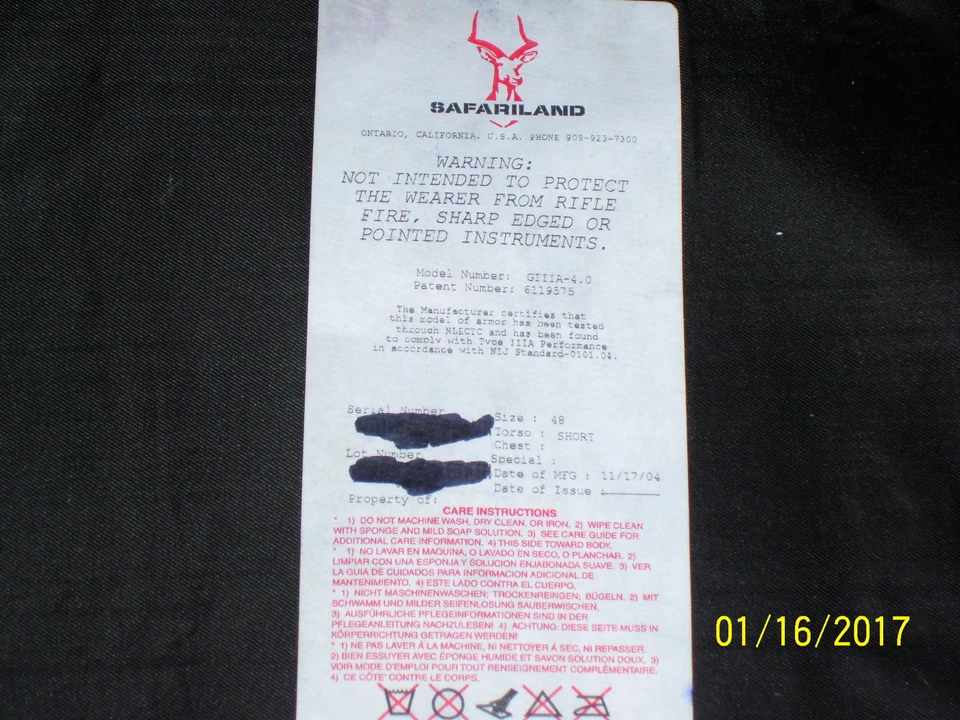 SAFARILAND
ONTARIO, CALIFORNIA. U.S.A. PHONE 909-923-7300
WARNING:
NOT INTENDED TO PROTECT
THE WEARER FROM RIFLE
FIRE, SHARP EDGED OR
POINTED INSTRUMENTS.
Model Number: GIIIA-4.0
Patent Number: 6119575
The Manufacturer certifies that
this model of armor has been tested
through NLECTC and has been found
to comply with Type IIIA Performance
in accordance with NIJ Standard-0101.04.
Serial Number
Size : 48
Torso : SHORT
Chest :
Lot Number
Special :
Date of MFG : 11/17/04
Date of Issue :
Property of:
CARE INSTRUCTIONS
* 1) DO NOT MACHINE WASH, DRY CLEAN, OR IRON. 2) WIPE CLEAN
WITH SPONGE AND MILD SOAP SOLUTION. 3) SEE CARE GUIDE FOR
ADDITIONAL CARE INFORMATION. 4) THIS SIDE TOWARD BODY.
* 1) NO LAVAR EN MAQUINA, O LAVADO EN SECO, O PLANCHAR. 2)
LIMPIAR CON UNA ESPONJA Y SOLUCION ENJABONADA SUAVE. 3) VER
LA GUIA DE CUIDADOS PARA INFORMACION ADICIONAL DE
MANTENIMIENTO. 4) ESTE LADO CONTRA EL CUERPO.
* 1) NICHT MASCHINENWASCHEN; TROCKENREINGEN; BÜGELN. 2) MIT
SCHWAMM UND MILDER SEIFENLOSUNG SAUBERWISCHEN.
3) AUSFÜHRLICHE PFLEGEINFORMATIONEN SIND IN DER
PFLEGEANLEITUNG NACHZULESEN! 4) ACHTUNG: DIESE SEITE MUSS IN
KÖRPERRICHTUNG GETRAGEN WERDEN!
* 1) NE PAS LAVER À LA MACHINE, NI NETTOYER À SEC, NI REPASSER.
2) BIEN ESSUYER AVEC ÉPONGE HUMIDE ET SAVON SOLUTION DOUX. 3)
VOIR MODE D'EMPLOI POUR TOUT RENSEIGNEMENT COMPLÉMENTAIRE.
4) CE CÔTE' CONTRE LE CORPS.
01/16/2017